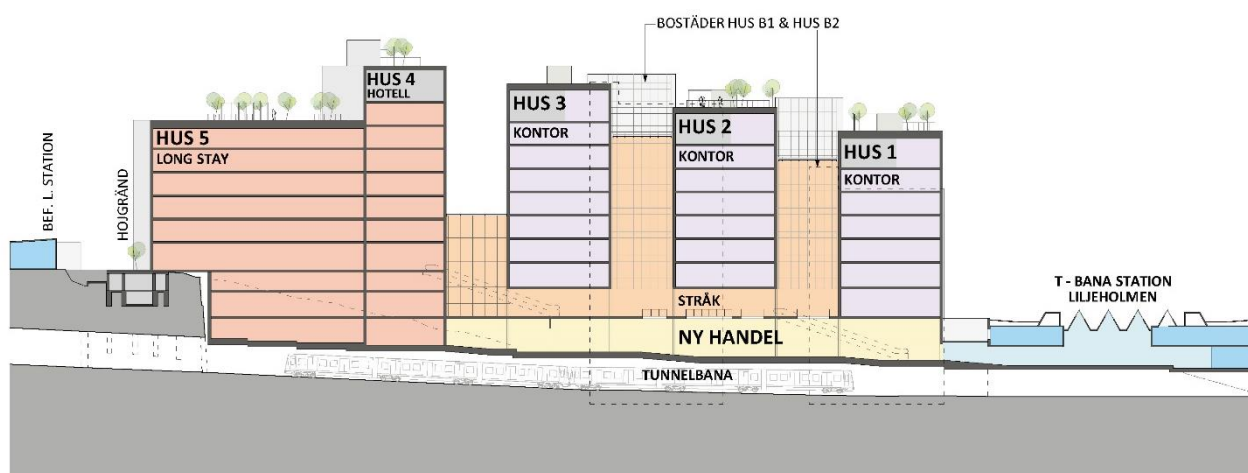 BOSTÄDER HUS B1 & HUS B2
HUS 4
HOTELL
HUS 3
KONTOR
HUS 2
KONTOR
HUS 5
LONG STAY
HUS 1
KONTOR
BEF. L. STATION
HOJGRÄND
T - BANA STATION
LILJEHOLMEN
STRÅK
NY HANDEL
TUNNELBANA